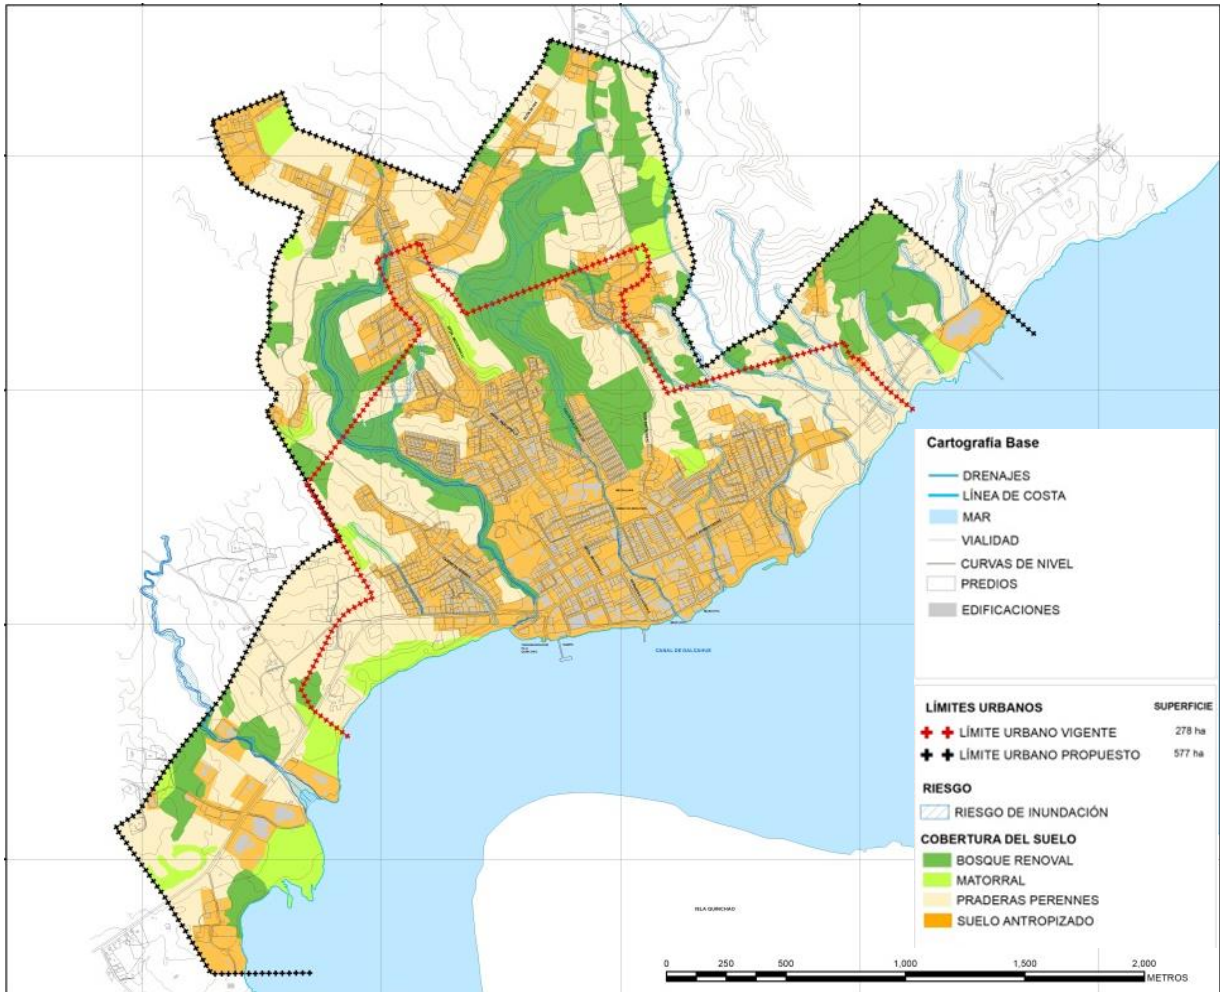 CANAL DE DALCAHUE
ISLA QUINCHAO
Cartografía Base
DRENAJES
LÍNEA DE COSTA
MAR
VIALIDAD
CURVAS DE NIVEL
PREDIOS
EDIFICACIONES
LÍMITES URBANOS SUPERFICIE
LÍMITE URBANO VIGENTE 278 ha
LÍMITE URBANO PROPUESTO 577 ha
RIESGO
RIESGO DE INUNDACIÓN
COBERTURA DEL SUELO
BOSQUE RENOVAL
MATORRAL
PRADERAS PERENNES
SUELO ANTROPIZADO
0 250 500 1,000 1,500 2,000
METROS